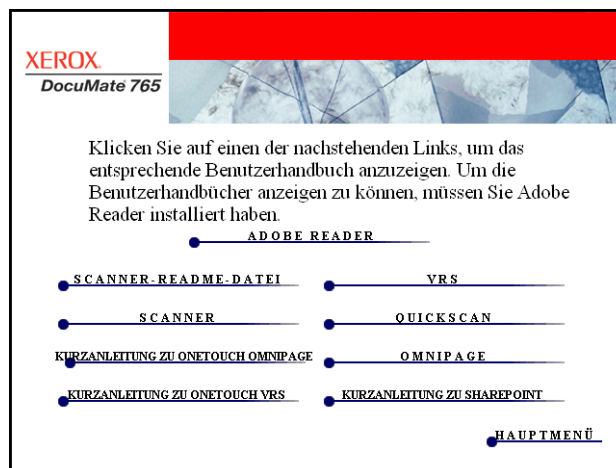 XEROX
DocuMate 765
Klicken Sie auf einen der nachstehenden Links, um das
entsprechende Benutzerhandbuch anzuzeigen. Um die
Benutzerhandbücher anzeigen zu können, müssen Sie Adobe
Reader installiert haben.
ADOBE READER
SCANNER-README-DATEI
VRS
SCANNER
QUICKSCAN
KURZANLEITUNG ZU ONETOUCH OMNIPAGE
OMNIPAGE
KURZANLEITUNG ZU ONETOUCH VRS
KURZANLEITUNG ZU SHAREPOINT
HAUPTMENÜ